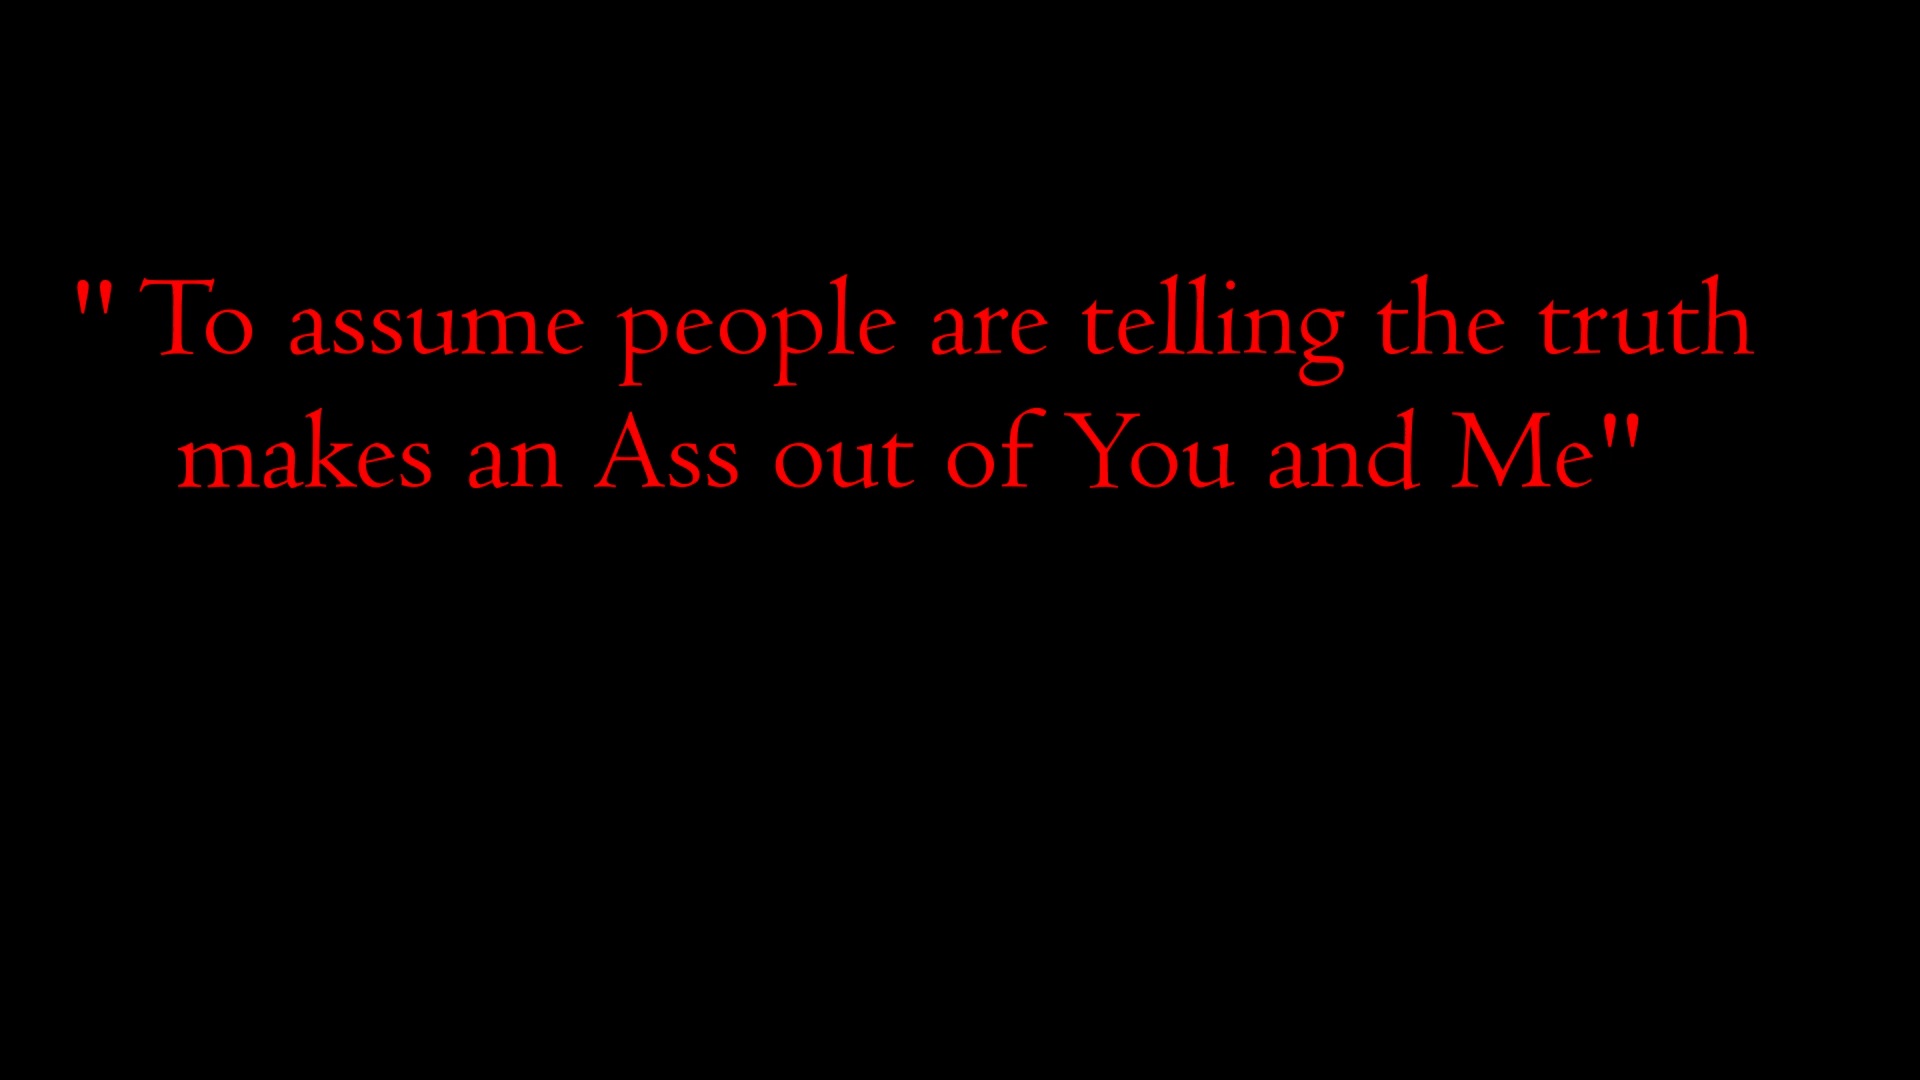 " To assume people are telling the truth
makes an Ass out of You and Me"